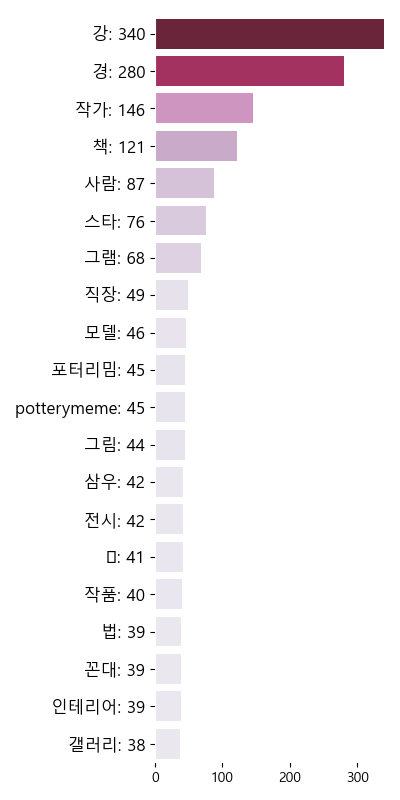 강: 340
경: 280
작가: 146
책: 121
사람: 87
스타: 76
그램: 68
직장: 49
모델: 46
포터리밈: 45
potterymeme: 45
그림: 44
삼우: 42
전시: 42
▯: 41
작품: 40
법: 39
꼰대: 39
인테리어: 39
갤러리: 38
0 100 200 300